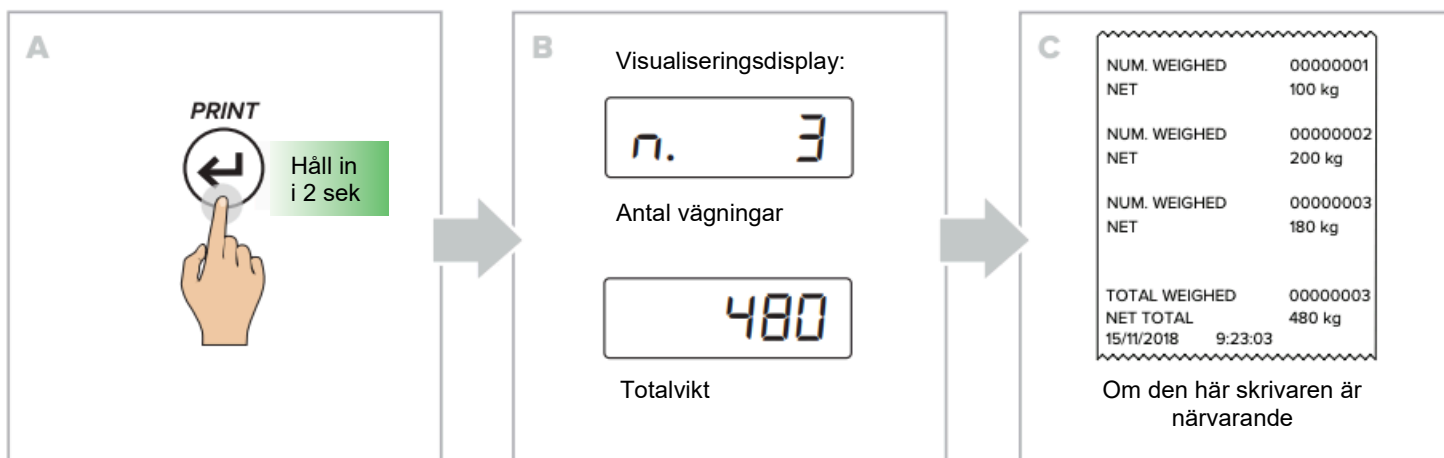 A
PRINT
Håll in
i 2 sek
B
Visualiseringsdisplay:
n. 3
Antal vägningar
480
Totalvikt
C
NUM. WEIGHED 00000001
NET 100 kg
NUM. WEIGHED 00000002
NET 200 kg
NUM. WEIGHED 00000003
NET 180 kg
TOTAL WEIGHED 00000003
NET TOTAL 480 kg
15/11/2018 9:23:03
Om den här skrivaren är
närvarande